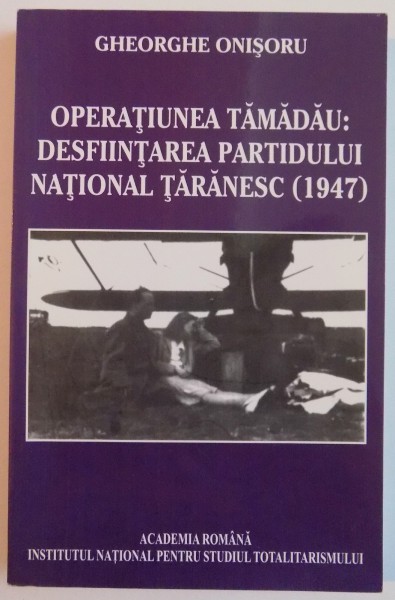 GHEORGHE ONIŞORU
OPERAŢIUNEA TĂMĂDĂU:
DESFIINŢAREA PARTIDULUI
NAŢIONAL ŢĂRĂNESC (1947)
ACADEMIA ROMÂNĂ
INSTITUTUL NAŢIONAL PENTRU STUDIUL TOTALITARISMULUI